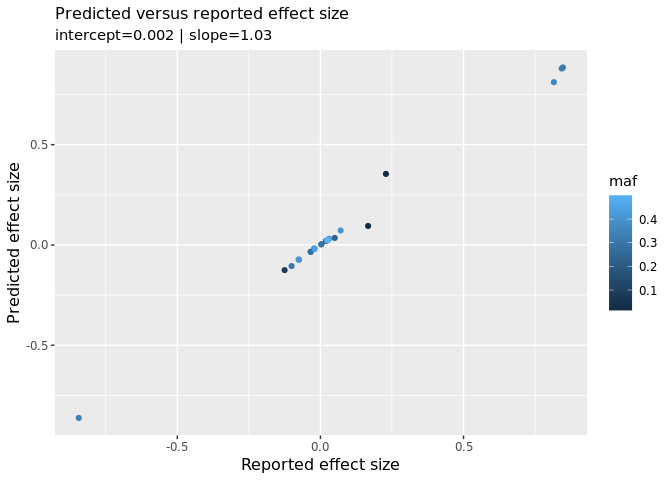 Predicted versus reported effect size
intercept=0.002 | slope=1.03
Predicted effect size
0.5
0.0
-0.5
-0.5
0.0
0.5
Reported effect size
maf
0.4
0.3
0.2
0.1